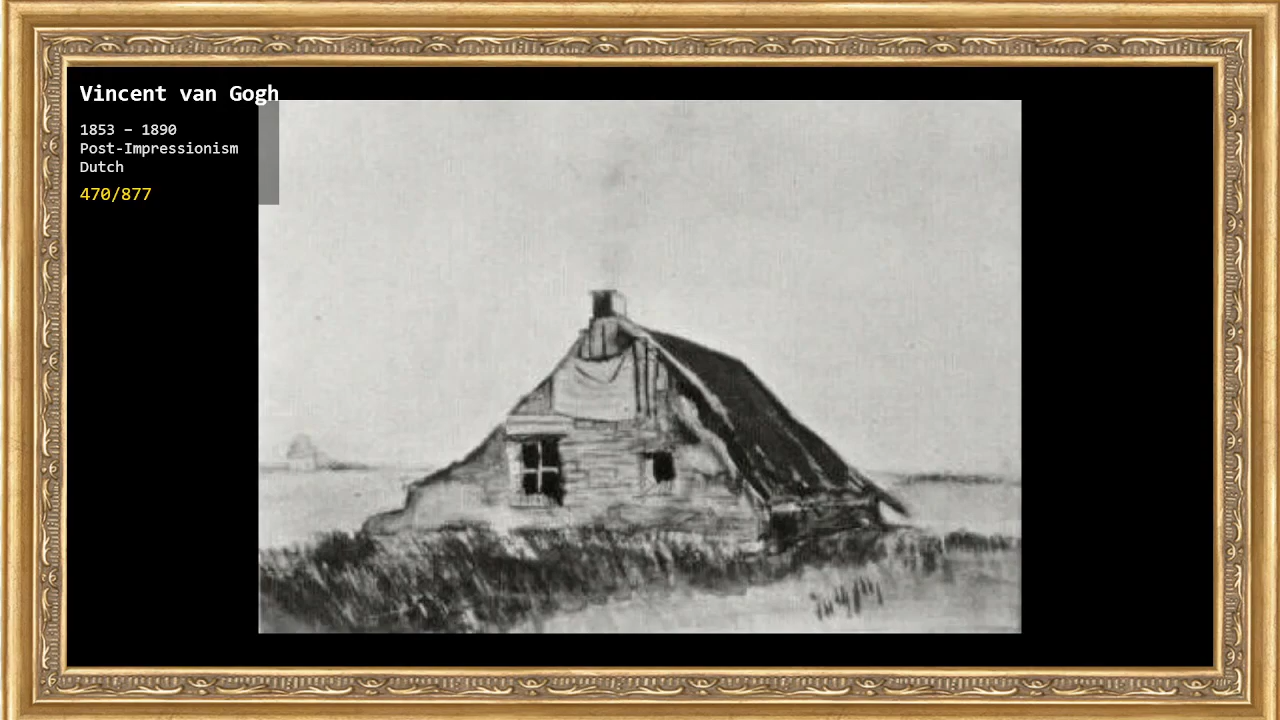 Vincent van Gogh
1853 – 1890
Post-Impressionism
Dutch
470/877